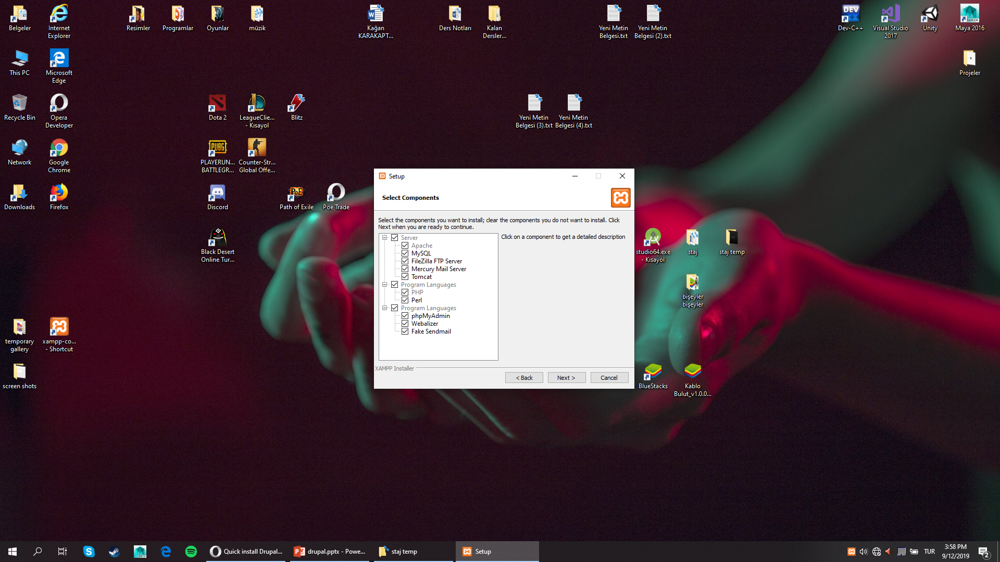 Belgeler
Internet
Explorer
Resimler
Programlar
Oyunlar
müzik
Kağan
KARAKAPT...
Ders Notları
Kalan
Dersler...
Yeni Metin
Belgesi.txt
Yeni Metin
Belgesi (2).txt
DEV
Dev-C++
Visual Studio
2017
Unity
MAYA
Maya 2016
This PC
Microsoft
Edge
Projeler
Recycle Bin
Opera
Developer
Dota 2
LeagueClie...
- Kısayol
Blitz
Yeni Metin
Belgesi (3).txt
Yeni Metin
Belgesi (4).txt
Network
Google
Chrome
PUBG
PLAYERUN...
BATTLEGR...
Counter-Str...
Global Offe...
Downloads
Firefox
Discord
PoE
Path of Exile
Poe Trade
Black Desert
Online Tur...
Setup
Select Components
Select the components you want to install; clear the components you do not want to install. Click
Next when you are ready to continue.
Server
Apache
MySQL
FileZilla FTP Server
Mercury Mail Server
Tomcat
Program Languages
PHP
Perl
Program Languages
phpMyAdmin
Webalizer
Fake Sendmail
Click on a component to get a detailed description
XAMPP Installer
< Back
Next >
Cancel
studio64.exe
- Kısayol
staj
staj temp
bişeyler
bişeyler
temporary
gallery
xampp-co...
- Shortcut
screen shots
BlueStacks
Kablo
Bulut_v1.0.0...
Quick install Drupal...
drupal.pptx - Powe...
staj temp
Setup
TUR
3:58 PM
9/12/2019
2